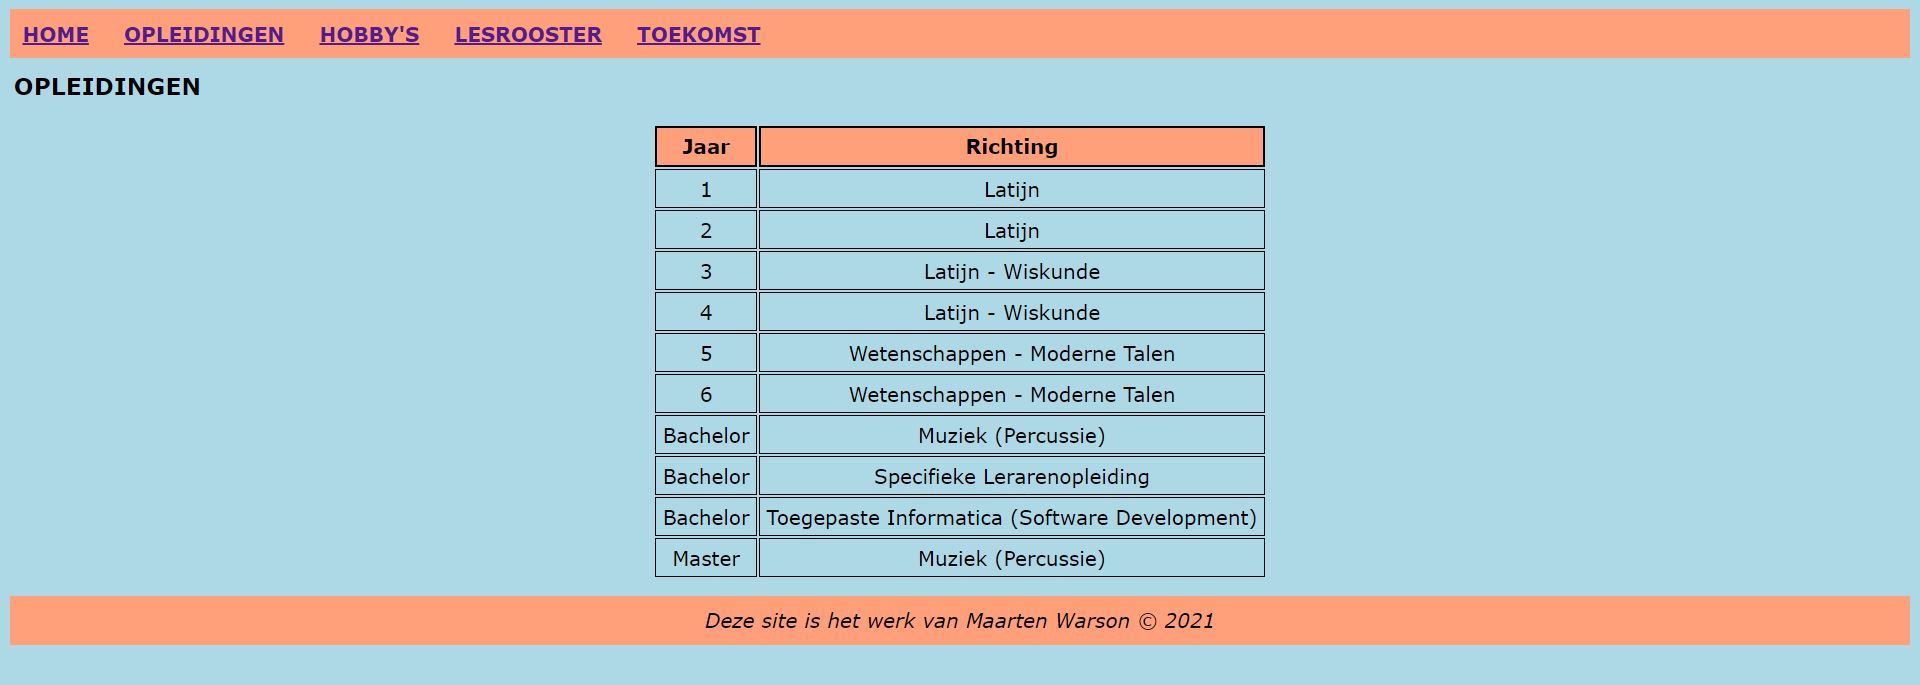 HOME OPLEIDINGEN HOBBY'S LESROOSTER TOEKOMST
OPLEIDINGEN
Jaar Richting
1 Latijn
2 Latijn
3 Latijn - Wiskunde
4 Latijn - Wiskunde
5 Wetenschappen - Moderne Talen
6 Wetenschappen - Moderne Talen
Bachelor Muziek (Percussie)
Bachelor Specifieke Lerarenopleiding
Bachelor Toegepaste Informatica (Software Development)
Master Muziek (Percussie)
Deze site is het werk van Maarten Warson © 2021